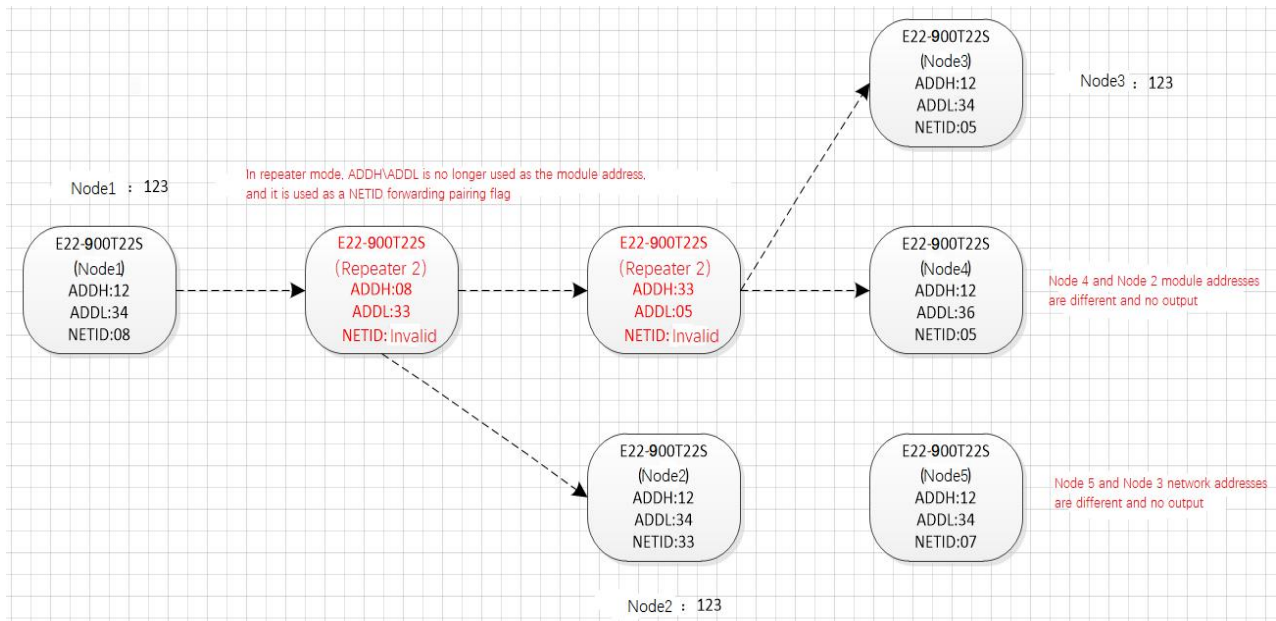 E22-900T22S
(Node3)
ADDH:12
ADDL:34
NETID:05
Node3 : 123
In repeater mode, ADDH\ADDL is no longer used as the module address,
and it is used as a NETID forwarding pairing flag
Node1 : 123
E22-900T22S
(Node1)
ADDH:12
ADDL:34
NETID:08
E22-900T22S
(Repeater 2)
ADDH:08
ADDL:33
NETID: Invalid
E22-900T22S
(Repeater 2)
ADDH:33
ADDL:05
NETID: Invalid
E22-900T22S
(Node4)
ADDH:12
ADDL:36
NETID:05
Node 4 and Node 2 module addresses
are different and no output
E22-900T22S
(Node2)
ADDH:12
ADDL:34
NETID:33
E22-900T22S
(Node5)
ADDH:12
ADDL:34
NETID:07
Node 5 and Node 3 network addresses
are different and no output
Node2 : 123